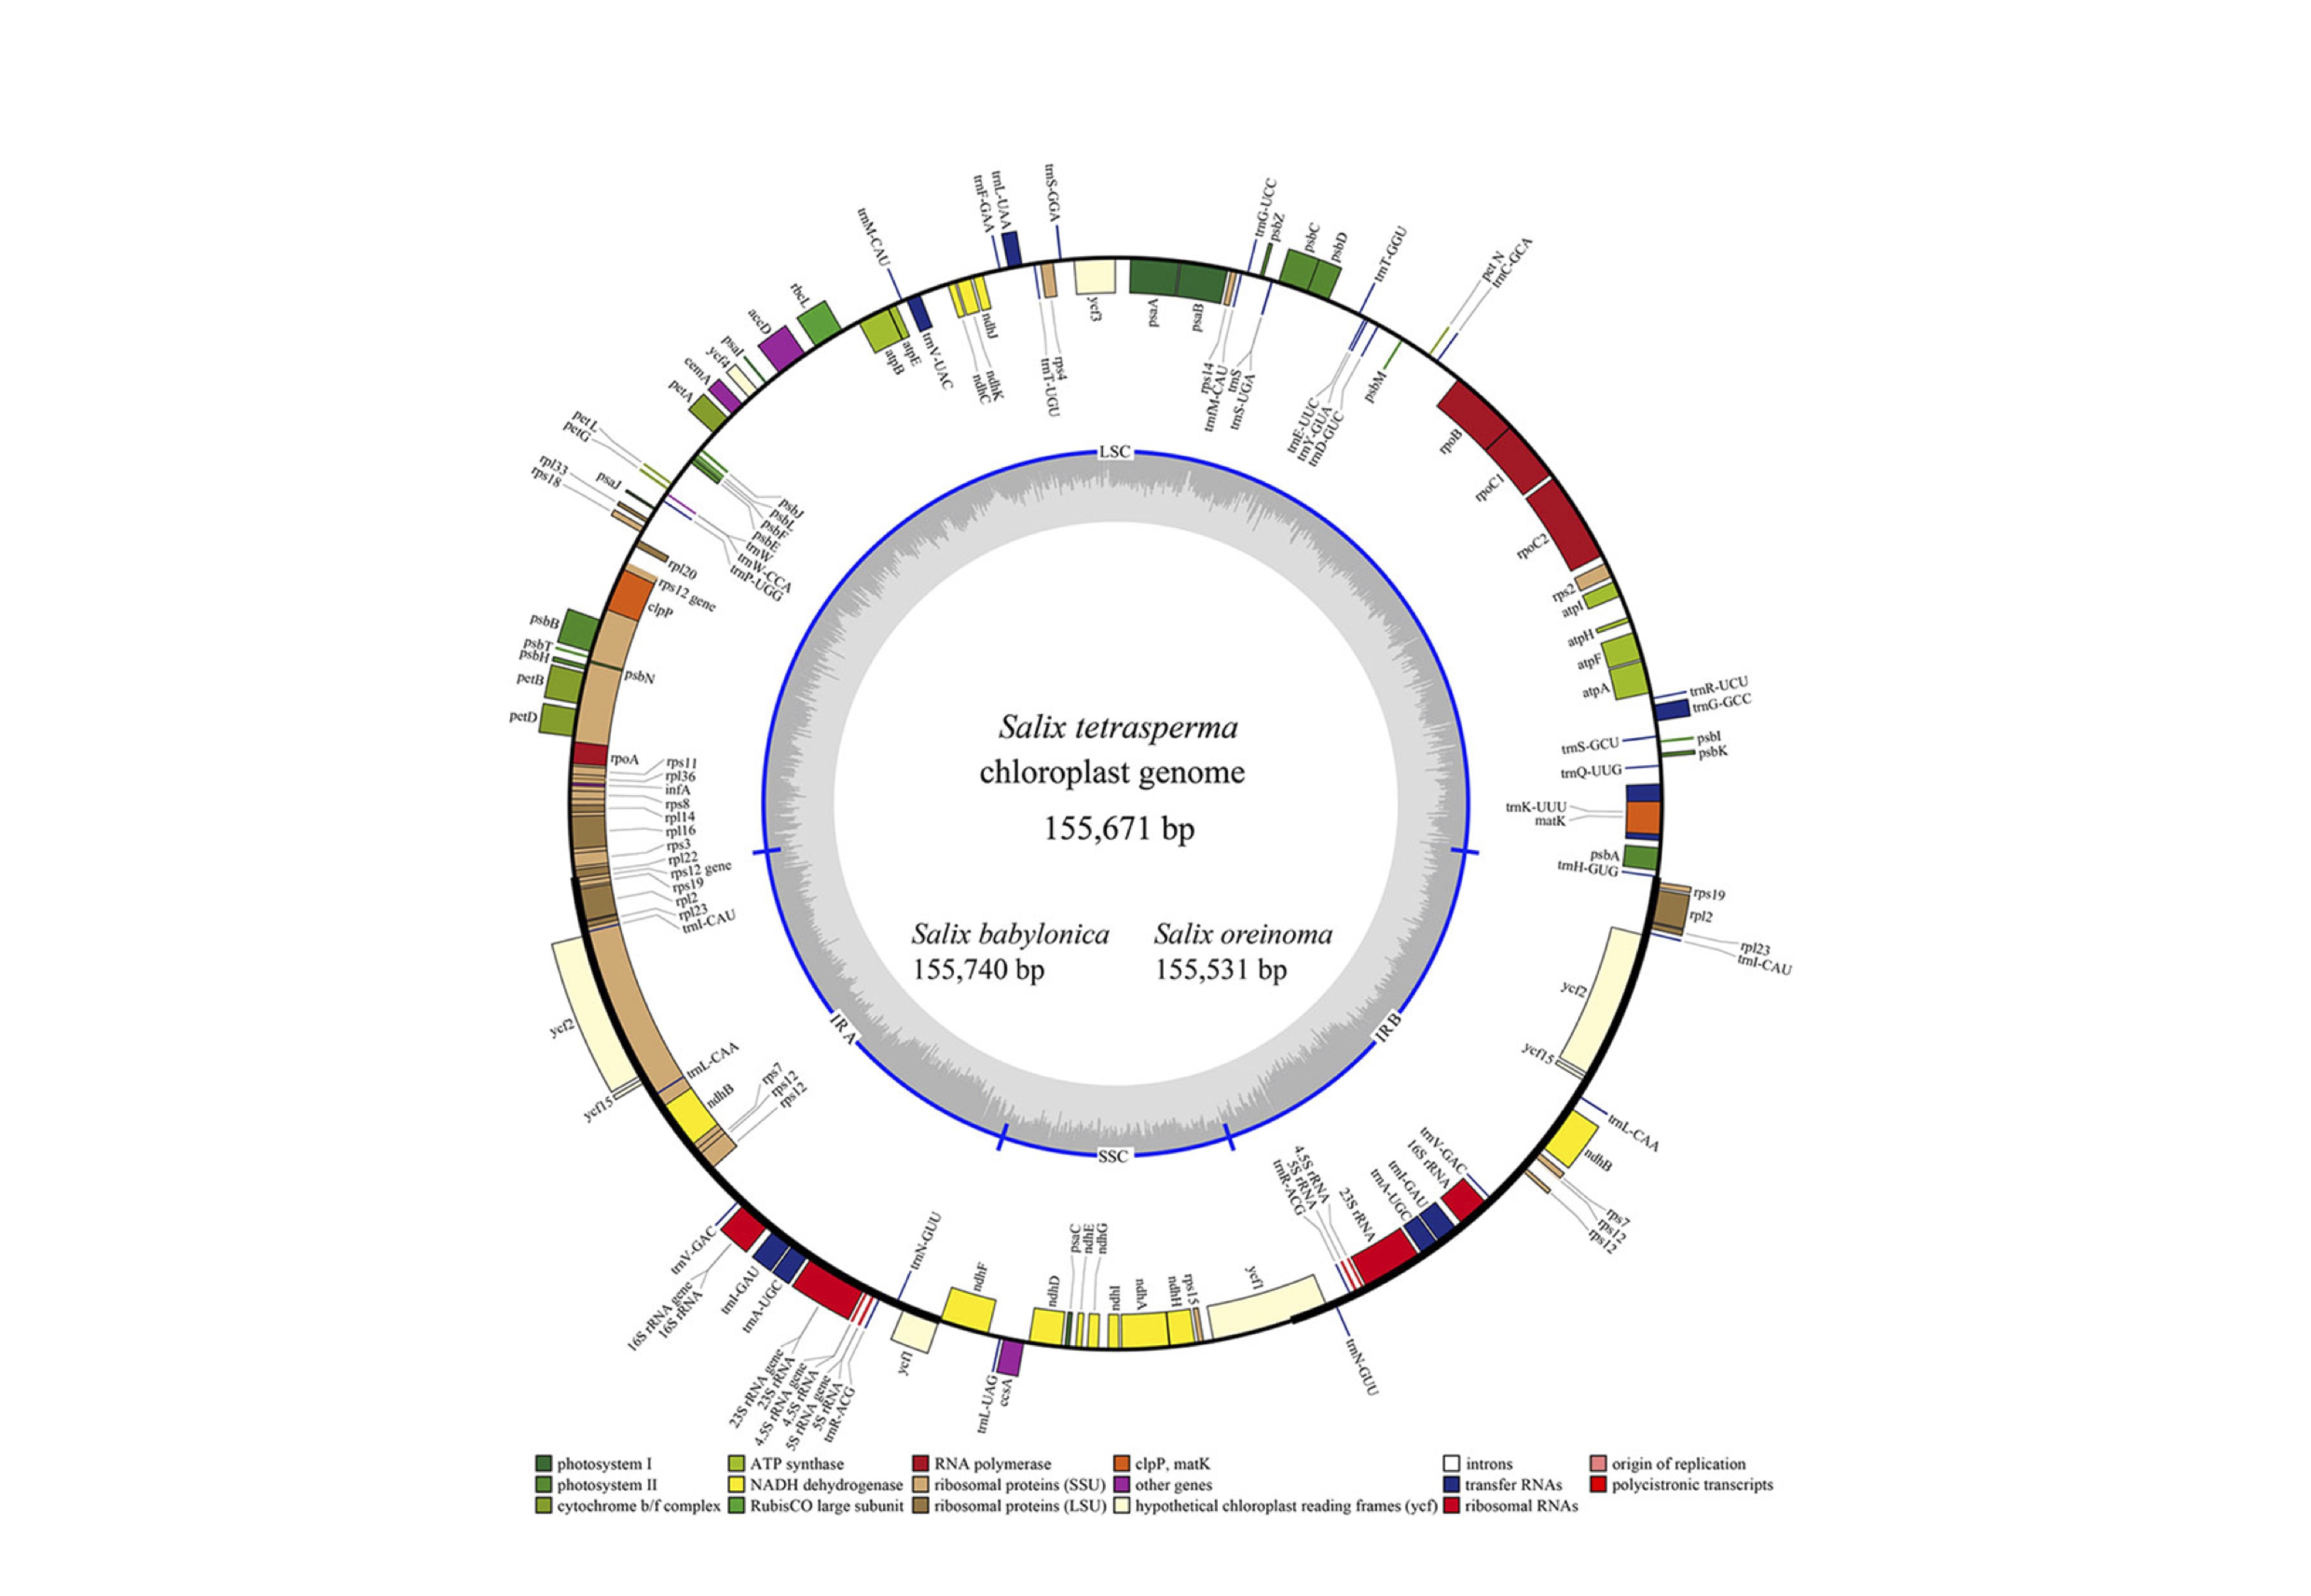 trnS-GGA
trnL-UAA
trnF-GAA
trnM-CAU
rbcL
accD
psaI
ycf4
cemA
petA
petL
petG
psaJ
rpl33
rps18
psbB
psbT
psbH
petB
petD
ycf2
ycf15
trnG-UCC
psbZ
psbC
psbD
trnT-GGU
pet N
trnC-GCA
trnR-UCU
trnG-GCC
psbI
psbK
rps19
rpl2
rpl23
trnI-CAU
trnL-CAA
ndhB
rps7
rps12
rps12
trnN-GUU
atpB
atpE
trnV-UAC
ndhC
ndhK
ndhJ
trnT-UGU
rps4
ycf3
psaA
psaB
rps14
trnfM-CAU
trnS
trnS-UGA
trnE-UUC
trnY-GUA
trnD-GUC
psbM
rpoB
rpoC1
rpoC2
rps2
atpI
atpH
atpF
atpA
trnS-GCU
trnQ-UUG
trnK-UUU
matK
psbA
trnH-GUG
ycf2
ycf15
psbJ
psbL
psbF
psbE
trnW
trnW-CCA
trnP-UGG
rpl20
rps12 gene
clpP
psbN
rpoA
rps11
rpl36
infA
rps8
rpl14
rpl16
rps3
rpl22
rps12 gene
rps19
rpl2
rpl23
trnI-CAU
trnL-CAA
ndhB
rps7
rps12
rps12
LSC
Salix tetrasperma
chloroplast genome
155,671 bp
Salix babylonica
155,740 bp
Salix oreinoma
155,531 bp
IR A
IR B
SSC
trnV-GAC
16S rRNA
trnI-GAU
trnA-UGC
23S rRNA
4.5S rRNA
5S rRNA
trnR-ACG
ycf1
rps15
ndhH
ndhA
ndhI
ndhG
ndhE
psaC
ndhD
ndhF
trnN-GUU
trnV-GAC
16S rRNA gene
16S rRNA
trnI-GAU
trnA-UGC
23S rRNA gene
23S rRNA
4.5S rRNA gene
4.5S rRNA
5S rRNA gene
5S rRNA
trnR-ACG
ycf1
trnL-UAG
ccsA
photosystem I
photosystem II
cytochrome b/f complex
ATP synthase
NADH dehydrogenase
RubisCO large subunit
RNA polymerase
ribosomal proteins (SSU)
ribosomal proteins (LSU)
clpP, matK
other genes
hypothetical chloroplast reading frames (ycf)
introns
transfer RNAs
ribosomal RNAs
origin of replication
polycistronic transcripts